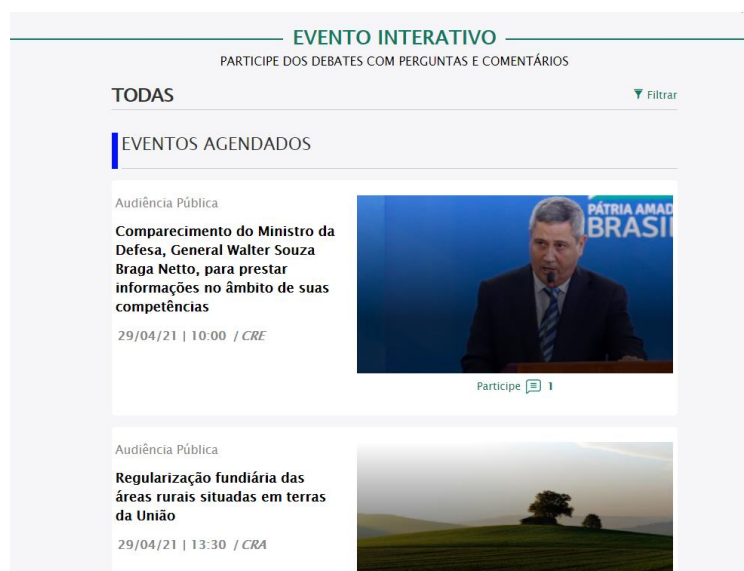 EVENTO INTERATIVO
PARTICIPE DOS DEBATES COM PERGUNTAS E COMENTÁRIOS
TODAS
Filtrar
EVENTOS AGENDADOS
Audiência Pública
Comparecimento do Ministro da
Defesa, General Walter Souza
Braga Netto, para prestar
informações no âmbito de suas
competências
29/04/21 | 10:00 / CRE
PÁTRIA AMAD
BRASI
Participe 1
Audiência Pública
Regularização fundiária das
áreas rurais situadas em terras
da União
29/04/21 | 13:30 / CRA